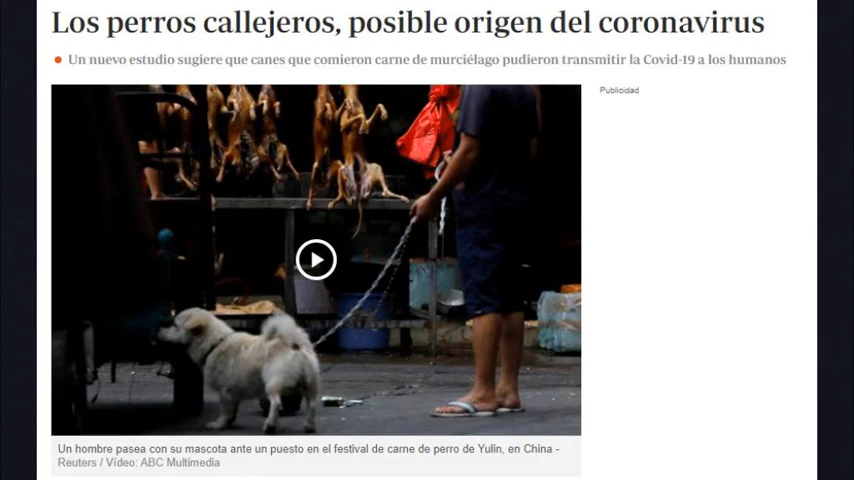 Los perros callejeros, posible origen del coronavirus
Un nuevo estudio sugiere que canes que comieron carne de murciélago pudieron transmitir la Covid-19 a los humanos
Publicidad
Un hombre pasea con su mascota ante un puesto en el festival de carne de perro de Yulin, en China -
Reuters / Vídeo: ABC Multimedia